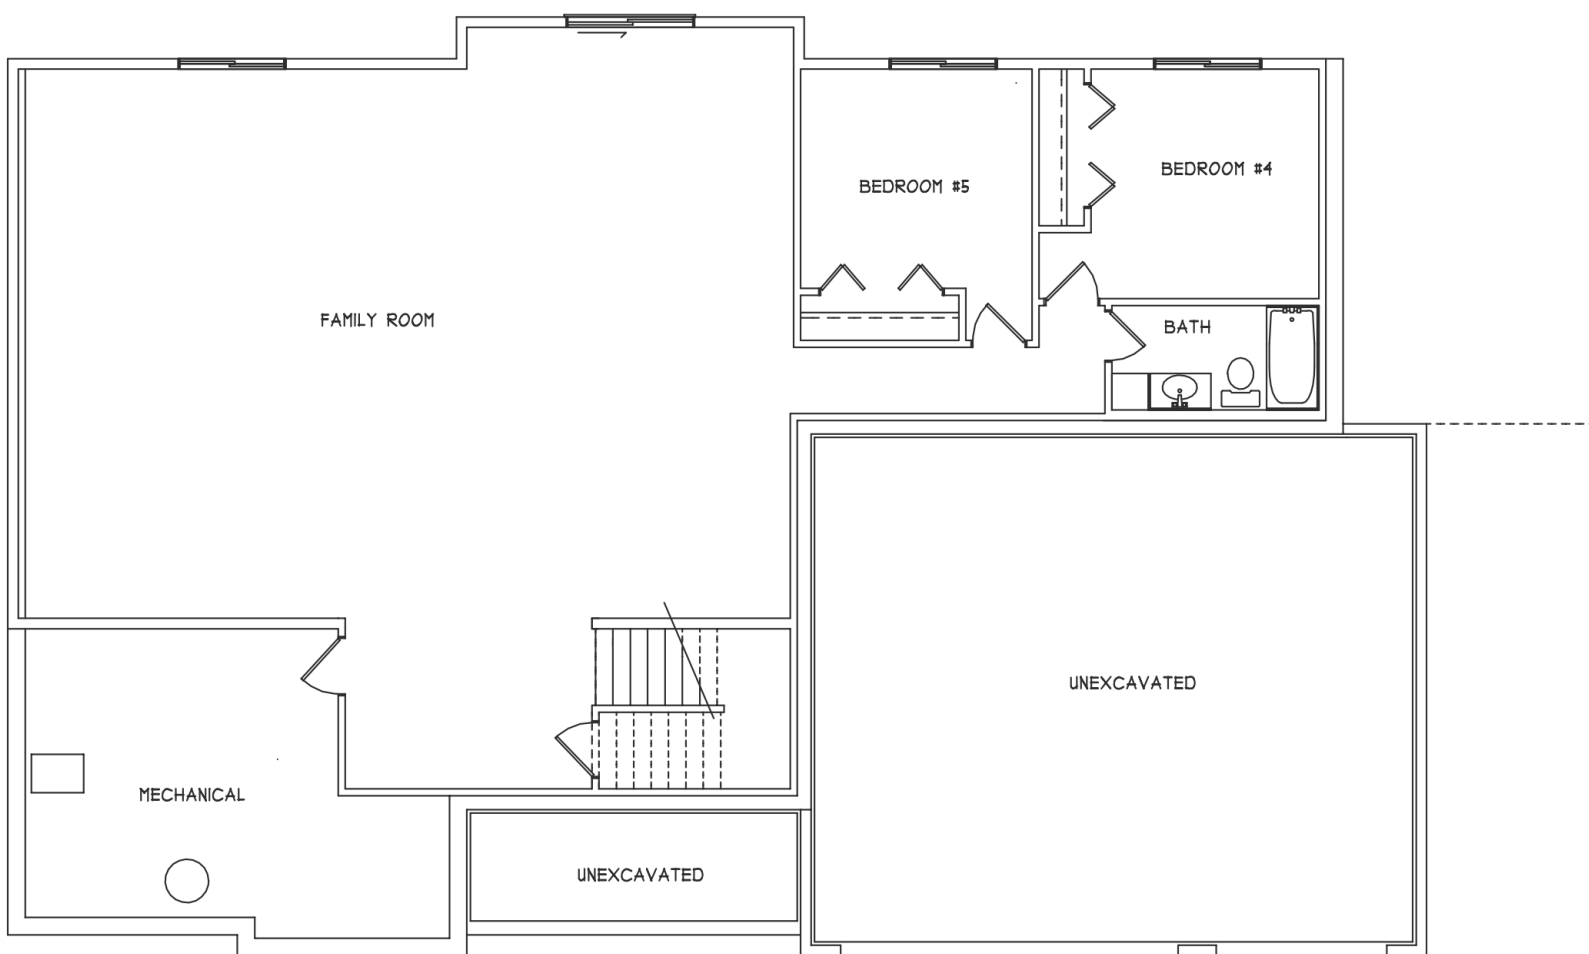 BEDROOM #4
BEDROOM #5
FAMILY ROOM
BATH
UNEXCAVATED
MECHANICAL
UNEXCAVATED